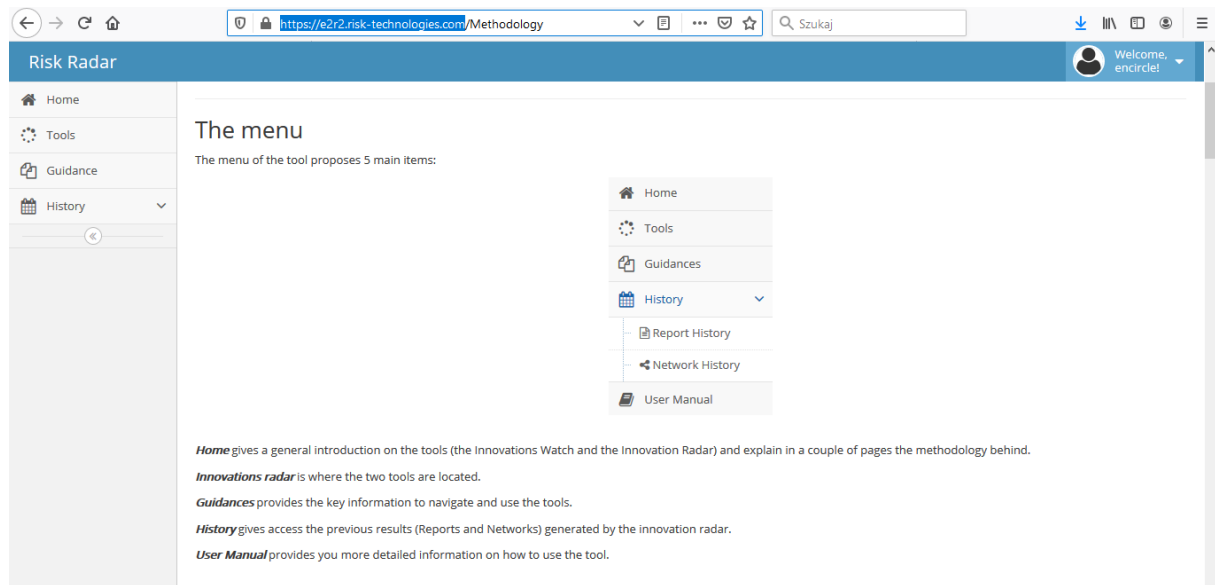 https://e2r2.risk-technologies.com/Methodology
Szukaj
Risk Radar
Welcome,
encircle!
Home
Tools
Guidance
History
The menu
The menu of the tool proposes 5 main items:
Home
Tools
Guidances
History
Report History
Network History
User Manual
Home gives a general introduction on the tools (the Innovations Watch and the Innovation Radar) and explain in a couple of pages the methodology behind.
Innovations radar is where the two tools are located.
Guidances provides the key information to navigate and use the tools.
History gives access the previous results (Reports and Networks) generated by the innovation radar.
User Manual provides you more detailed information on how to use the tool.